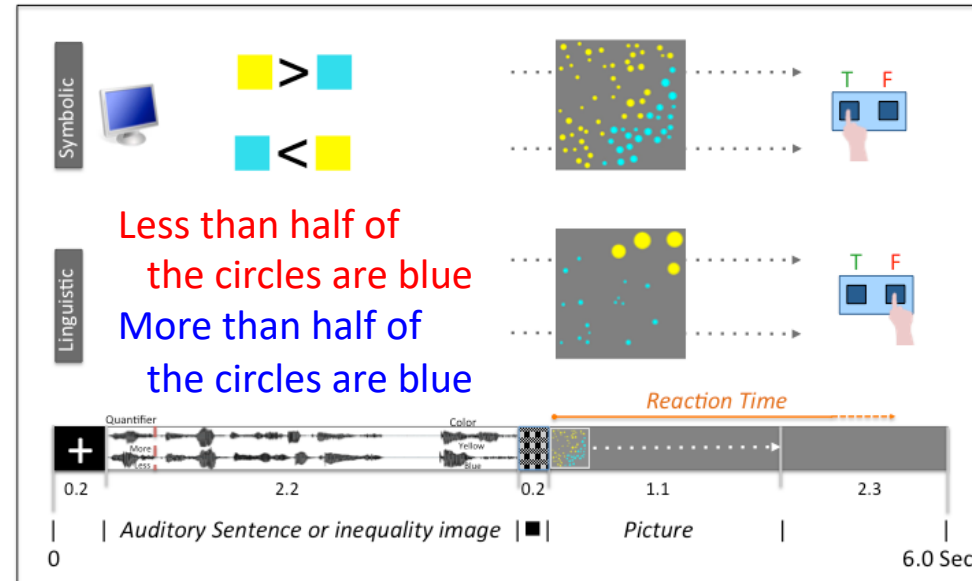 Symbolic
>
<
T F
Linguistic
Less than half of
the circles are blue
More than half of
the circles are blue
T F
Reaction Time
Quantifier
Color
More
Yellow
Less
Blue
0.2 2.2 0.2 1.1 2.3
| | Auditory Sentence or inequality image | ■ | Picture | |
0 6.0 Sec